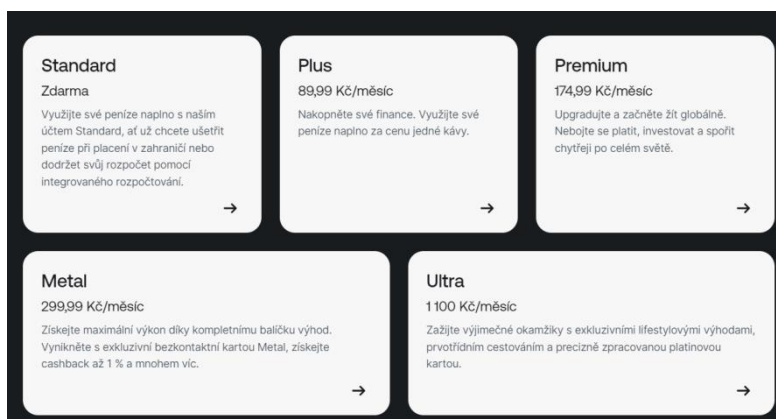 Standard
Zdarma
Využijte své peníze naplno s naším
účtem Standard, ať už chcete ušetřit
peníze při placení v zahraničí nebo
dodržet svůj rozpočet pomocí
integrovaného rozpočtování.
Plus
89,99 Kč/měsíc
Nakopněte své finance. Využijte své
peníze naplno za cenu jedné kávy.
Premium
174,99 Kč/měsíc
Upgradujte a začněte žít globálně.
Nebojte se platit, investovat a spořit
chytřeji po celém světě.
Metal
299,99 Kč/měsíc
Získejte maximální výkon díky kompletnímu balíčku výhod.
Vynikněte s exkluzivní bezkontaktní kartou Metal, získejte
cashback až 1 % a mnohem víc.
Ultra
1 100 Kč/měsíc
Zažijte výjimečné okamžiky s exkluzivními lifestylovými výhodami,
prvotřídním cestováním a precizně zpracovanou platinovou
kartou.